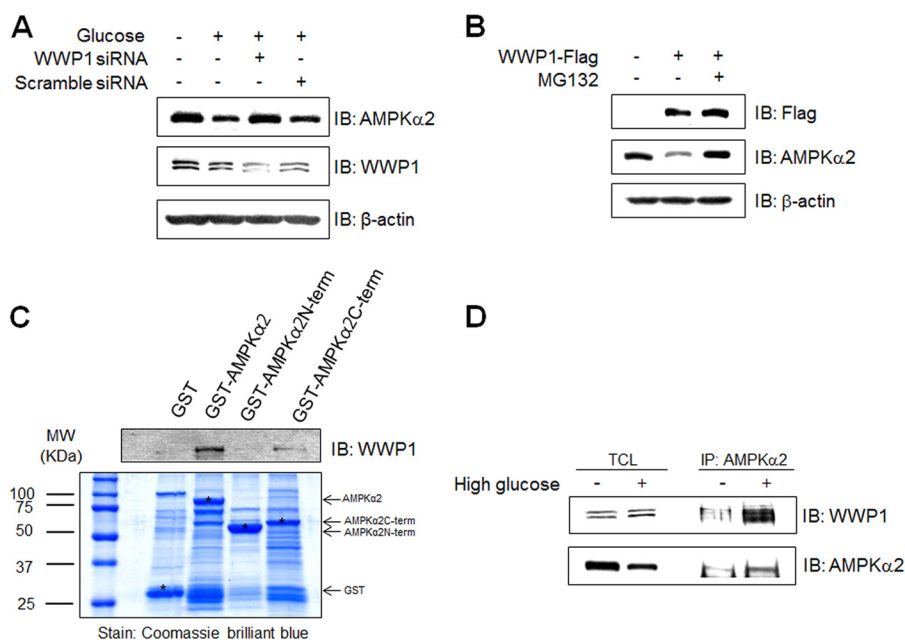 A
Glucose - + + +
WWP1 siRNA - - + -
Scramble siRNA - - - +
IB: AMPKα2
IB: WWP1
IB: β-actin
B
WWP1-Flag - + +
MG132 - - +
IB: Flag
IB: AMPKα2
IB: β-actin
C
GST
GST-AMPKα2
GST-AMPKα2N-term
GST-AMPKα2C-term
MW
(KDa)
IB: WWP1
100
75
50
37
25
* * * *
AMPKα2
AMPKα2C-term
AMPKα2N-term
GST
Stain: Coomassie brilliant blue
D
TCL IP: AMPKα2
High glucose - + - +
IB: WWP1
IB: AMPKα2